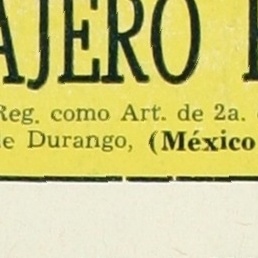 AJERO
Reg. como Art. de 2a.
e Durango, (México